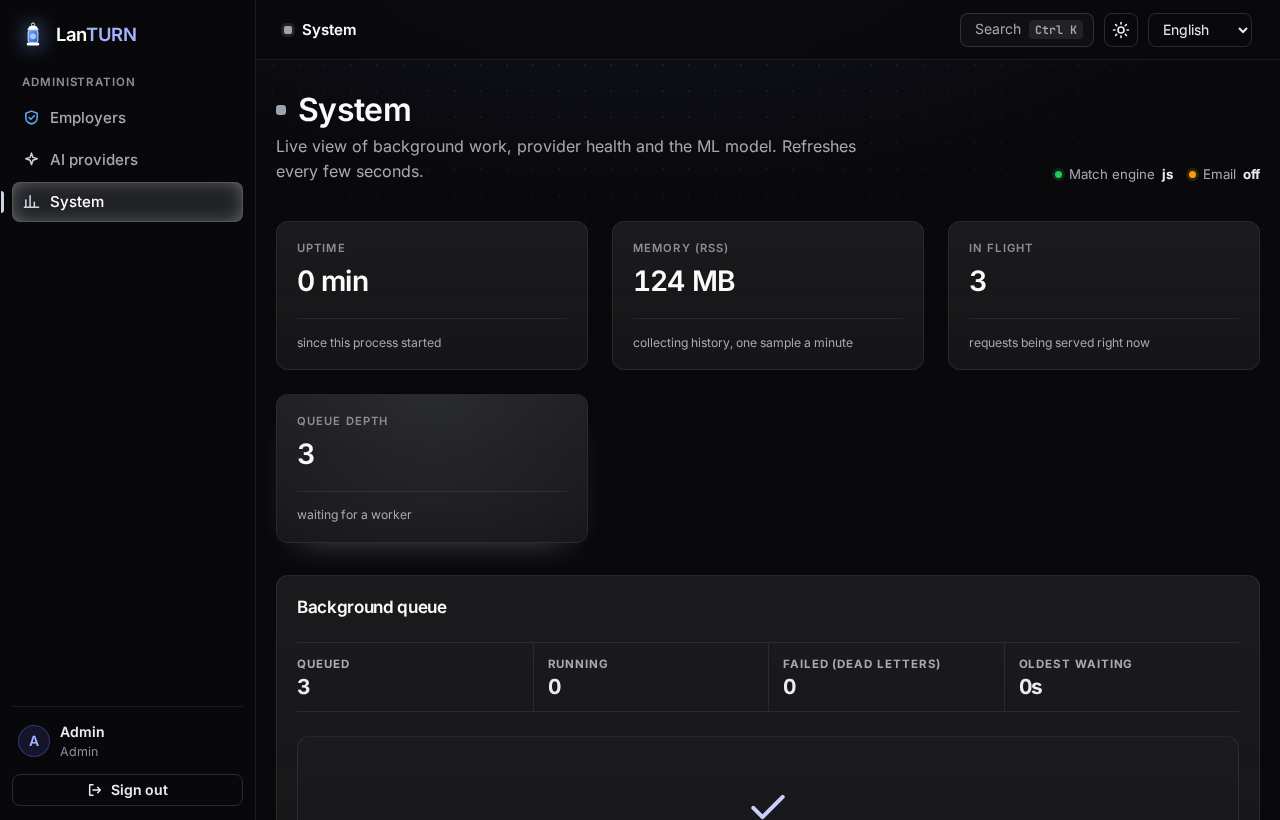 LanTURN
ADMINISTRATION
Employers
AI providers
System
Admin
Admin
Sign out
A
System
Search Ctrl K
English
System
Live view of background work, provider health and the ML model. Refreshes
every few seconds.
Match engine js
Email off
UPTIME
0 min
since this process started
MEMORY (RSS)
124 MB
collecting history, one sample a minute
IN FLIGHT
3
requests being served right now
QUEUE DEPTH
3
waiting for a worker
Background queue
QUEUED
3
RUNNING
0
FAILED (DEAD LETTERS)
0
OLDEST WAITING
0s